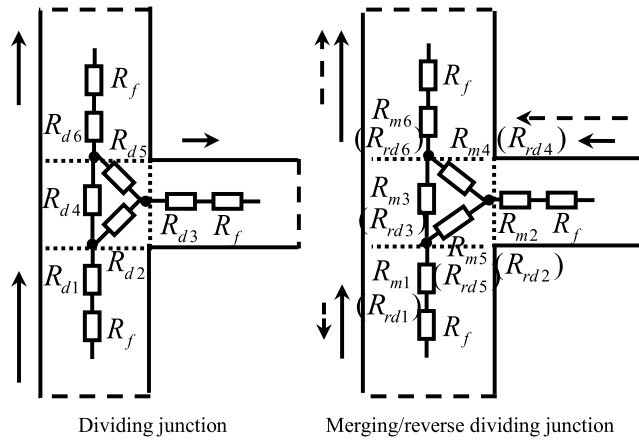 R_f
R_d6
R_d5
R_d4
R_d3
R_f
R_d2
R_d1
R_f
Dividing junction
R_f
R_m6
(R_rd6)
R_m4
(R_rd4)
R_m3
(R_rd3)
R_m2
R_f
(R_rd2)
R_m5
(R_rd5)
R_m1
(R_rd1)
R_f
Merging/reverse dividing junction